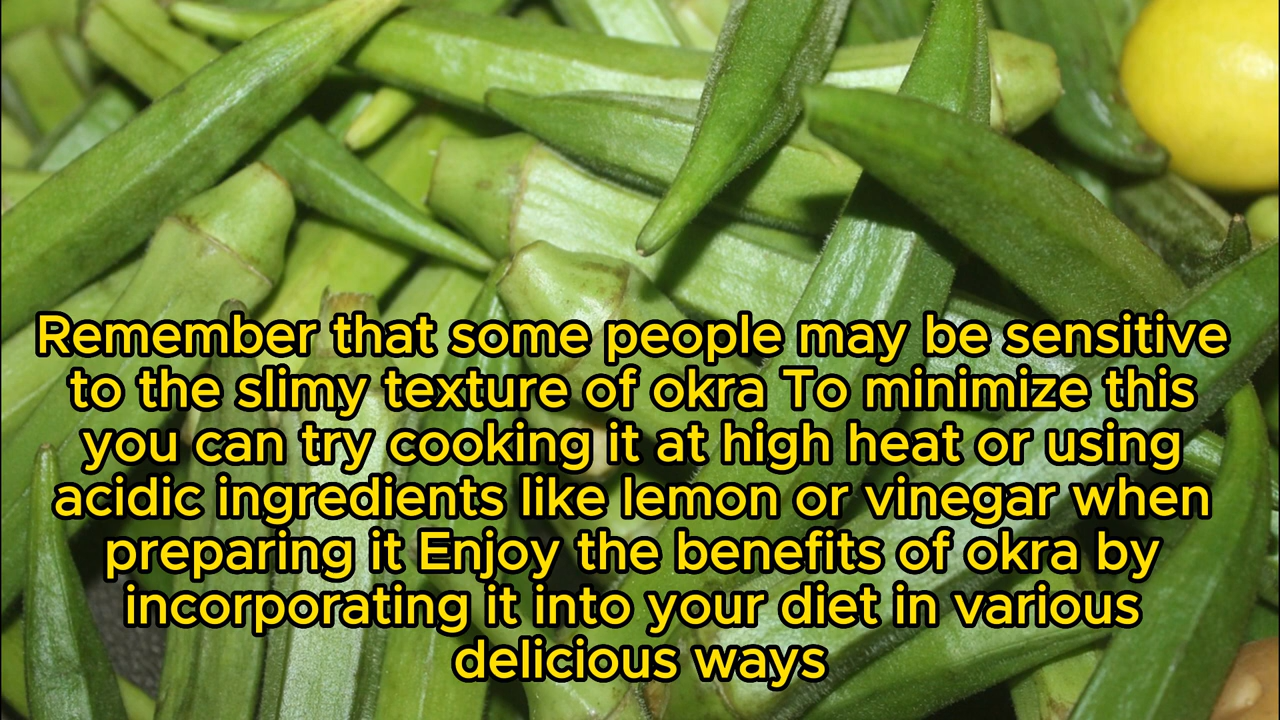 Remember that some people may be sensitive
to the slimy texture of okra To minimize this
you can try cooking it at high heat or using
acidic ingredients like lemon or vinegar when
preparing it Enjoy the benefits of okra by
incorporating it into your diet in various
delicious ways